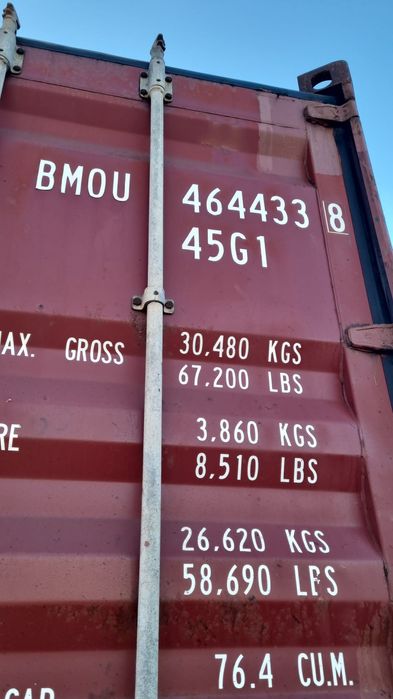 BMOU 464433 8
45G1
AX. GROSS 30,480 KGS
67,200 LBS
RE 3,860 KGS
8,510 LBS
26,620 KGS
58,690 LBS
76.4 CU.M.
CAP